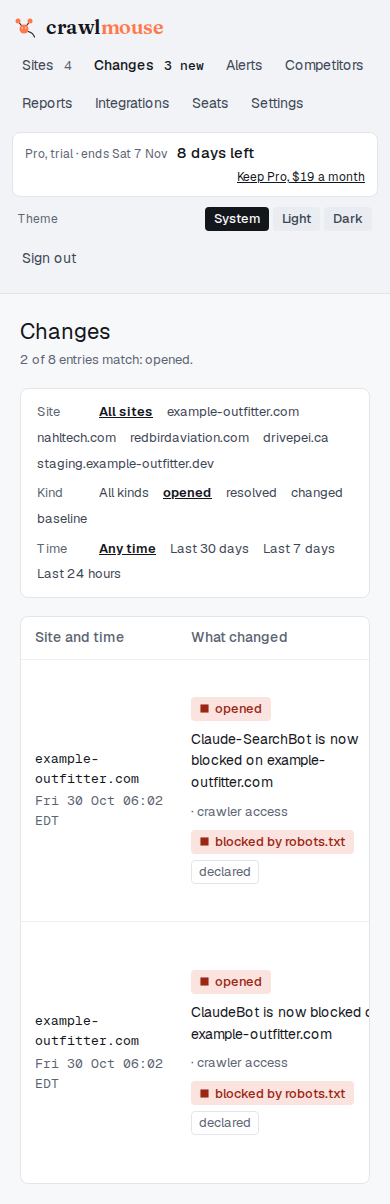 crawlmouse
Sites 4 Changes 3 new Alerts Competitors
Reports Integrations Seats Settings
Pro, trial · ends Sat 7 Nov 8 days left
Keep Pro, $19 a month
Theme System Light Dark
Sign out
Changes
2 of 8 entries match: opened.
Site All sites example-outfitter.com
nahltech.com redbirdaviation.com drivepei.ca
staging.example-outfitter.dev
Kind All kinds opened resolved changed
baseline
Time Any time Last 30 days Last 7 days
Last 24 hours
Site and time What changed
example-
outfitter.com
Fri 30 Oct 06:02
EDT
opened
Claude-SearchBot is now
blocked on example-
outfitter.com
· crawler access
blocked by robots.txt
declared
example-
outfitter.com
Fri 30 Oct 06:02
EDT
opened
ClaudeBot is now blocked
example-outfitter.com
· crawler access
blocked by robots.txt
declared